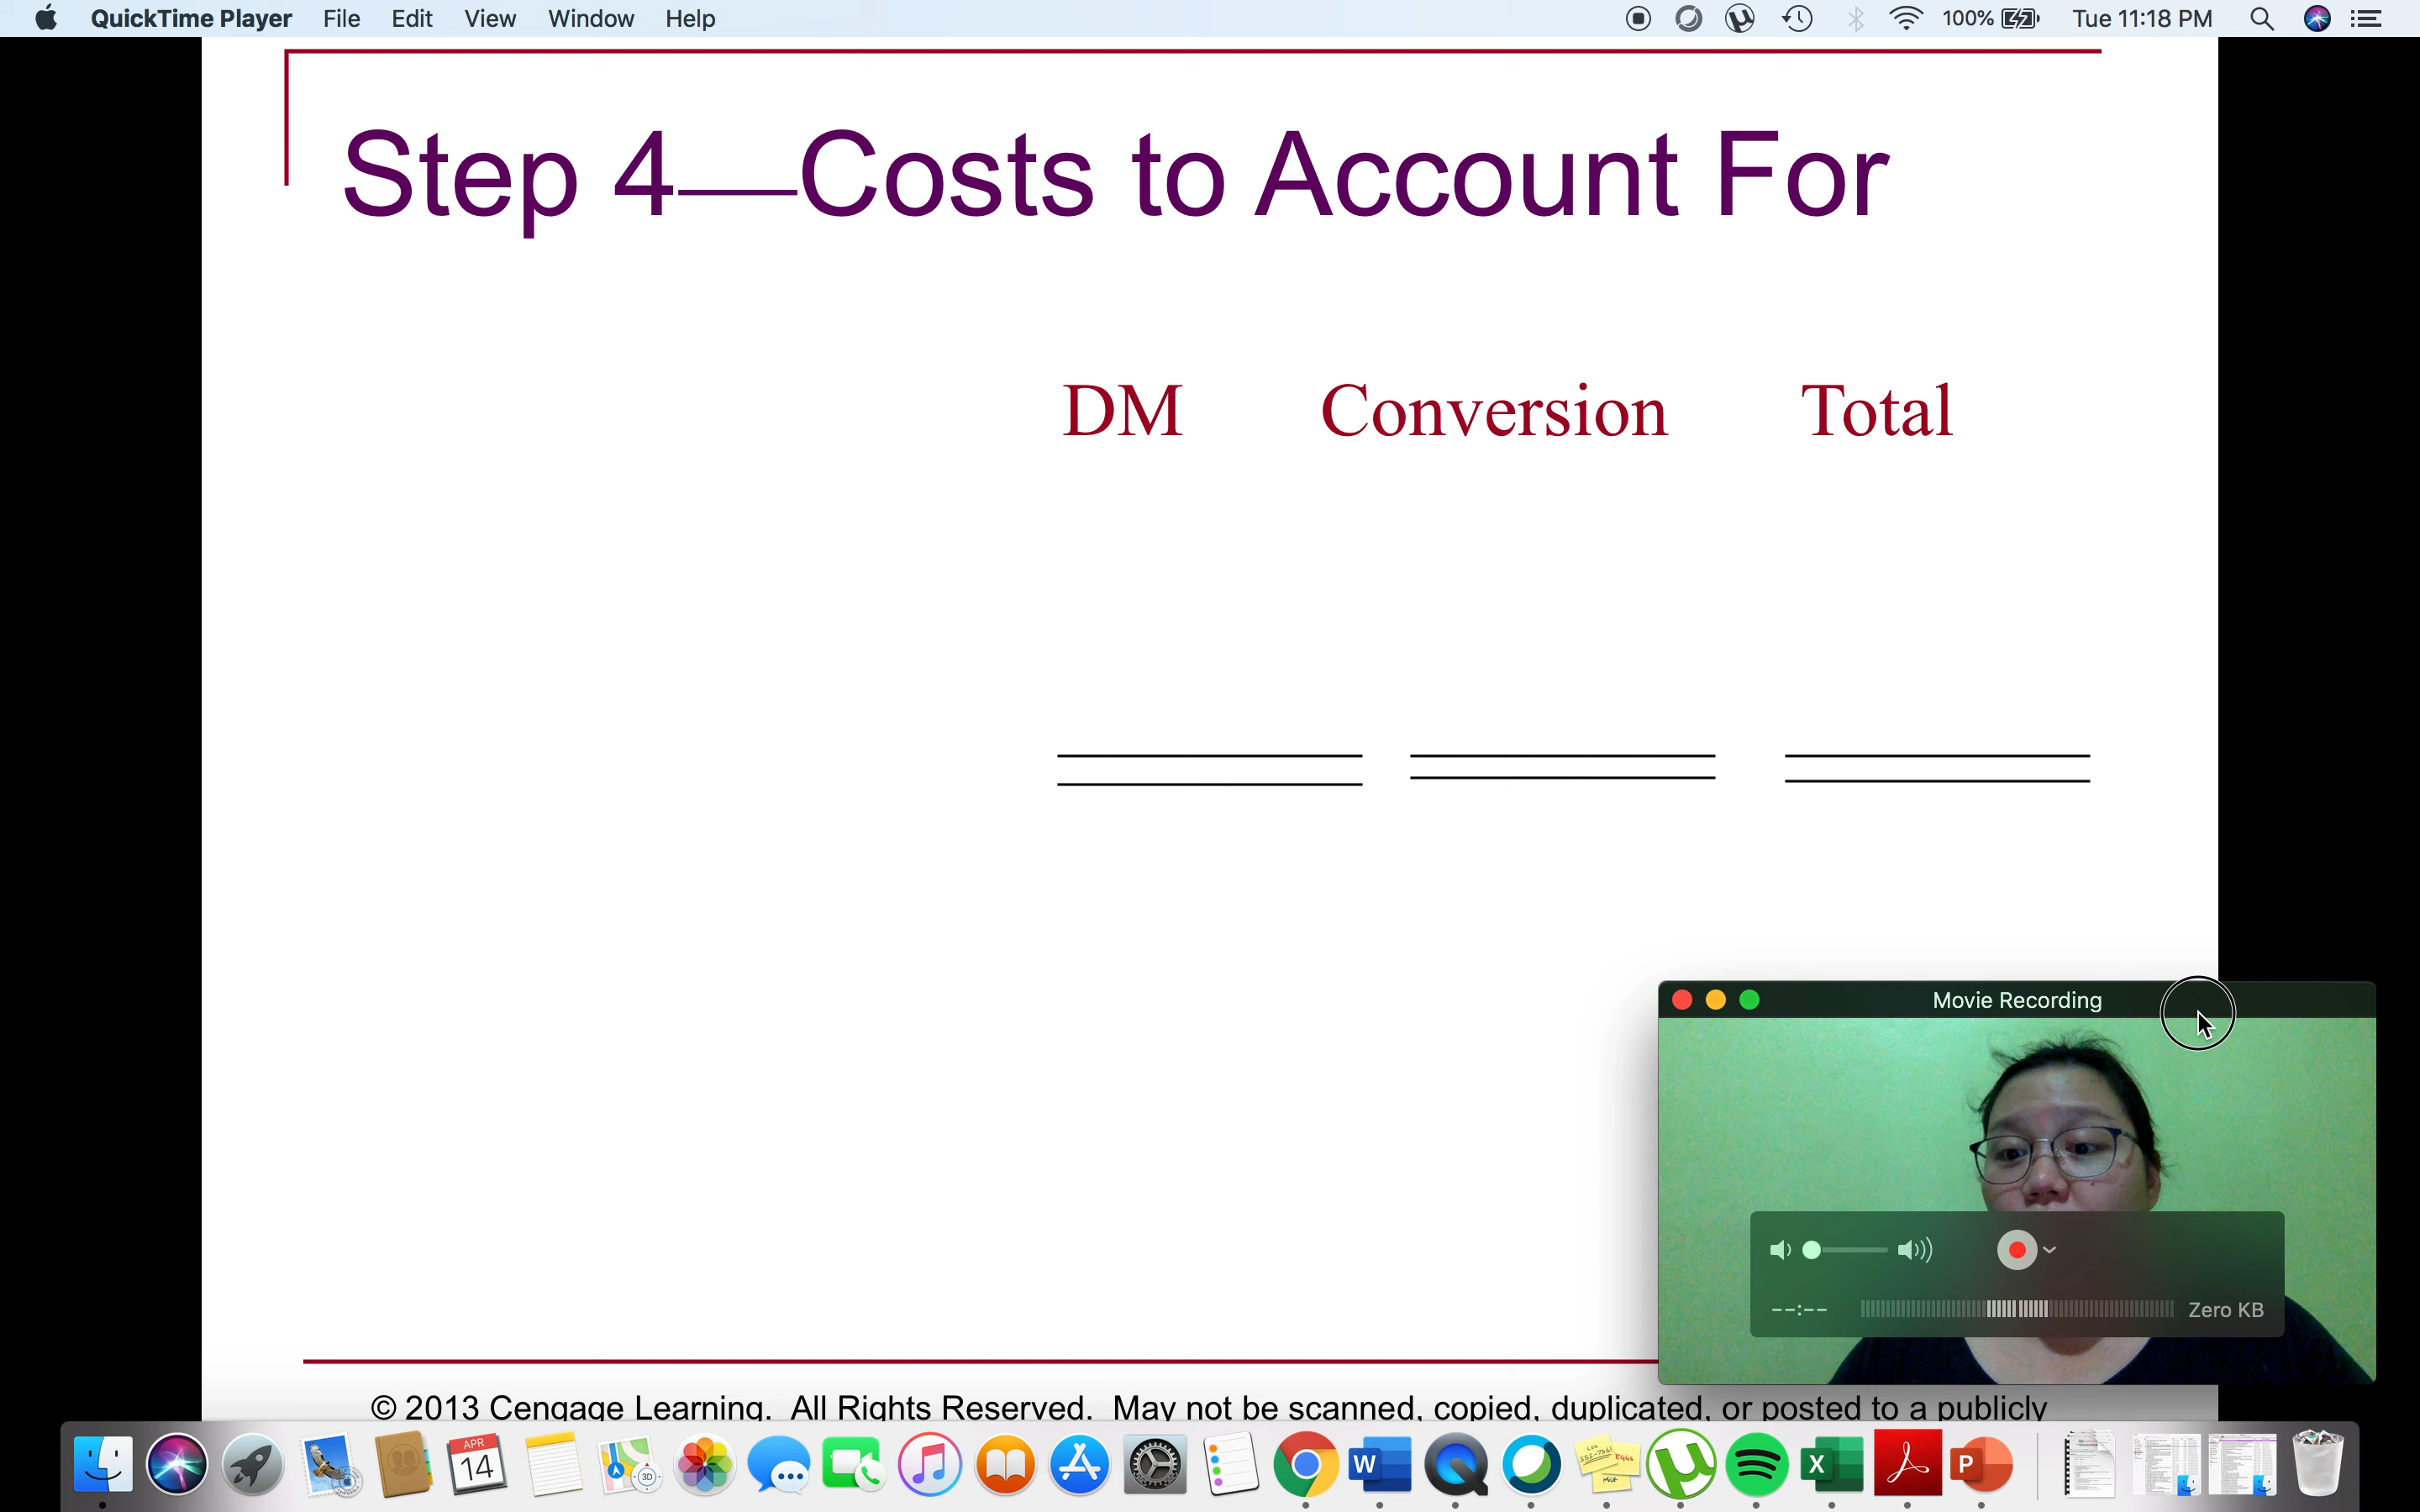 QuickTime Player File Edit View Window Help 100% Tue 11:18 PM
Step 4—Costs to Account For
DM Conversion Total
Movie Recording
--:-- Zero KB
© 2013 Cengage Learning. All Rights Reserved. May not be scanned, copied, duplicated, or posted to a publicly
APR
14
3D
W
X
P